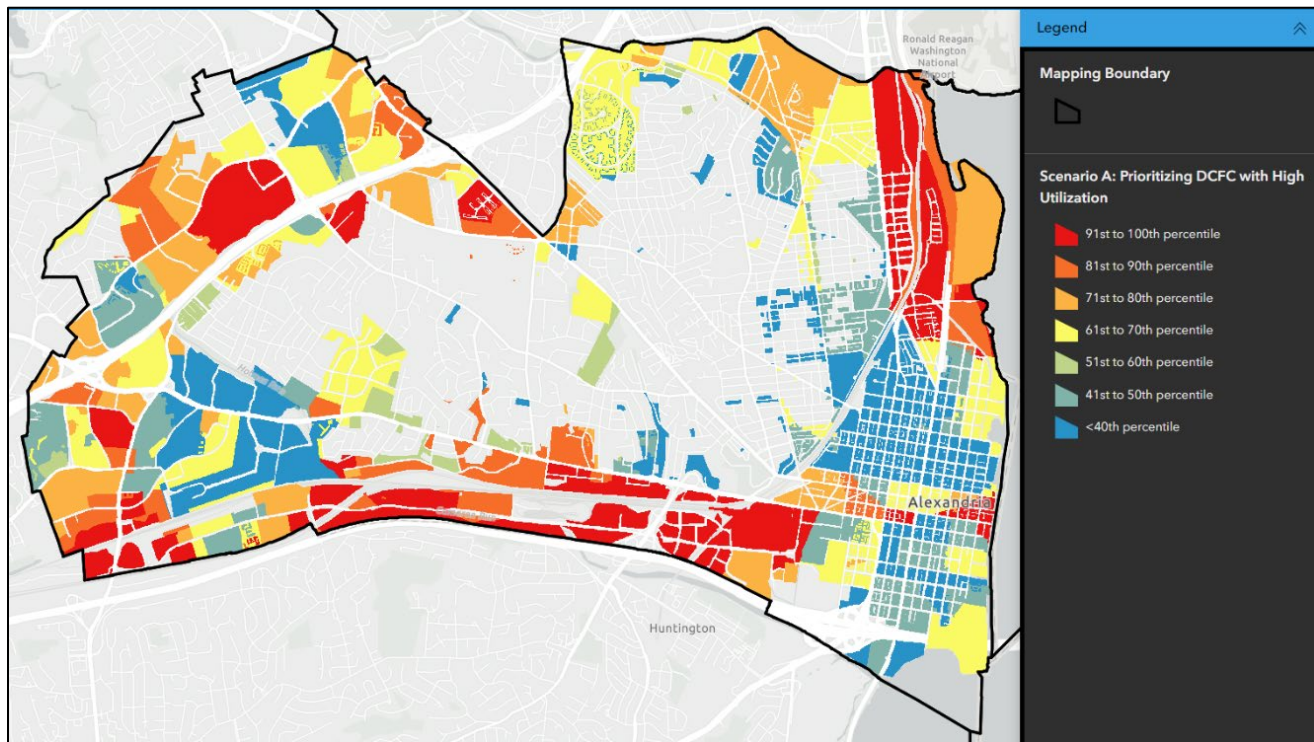 Ronald Reagan
Washington
National
Airport
Alexandria
Huntington
Legend
Mapping Boundary
Scenario A: Prioritizing DCFC with High
Utilization
91st to 100th percentile
81st to 90th percentile
71st to 80th percentile
61st to 70th percentile
51st to 60th percentile
41st to 50th percentile
<40th percentile